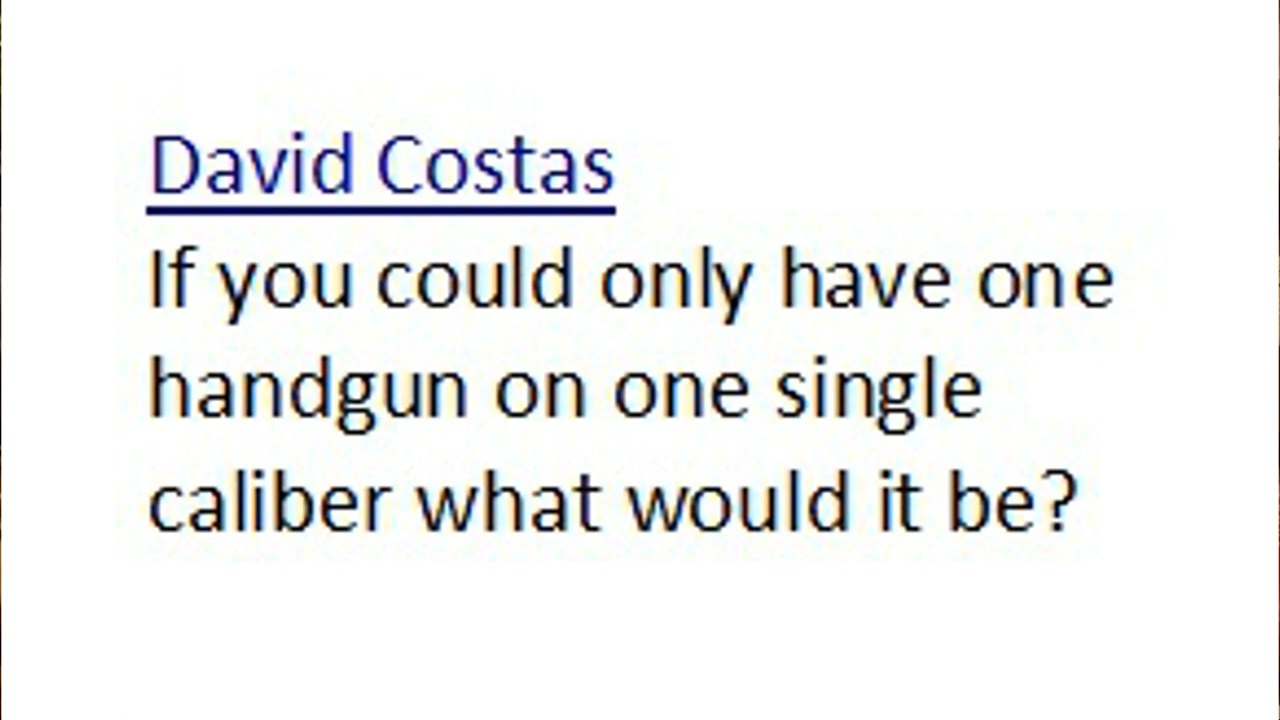 David Costas
If you could only have one
handgun on one single
caliber what would it be?